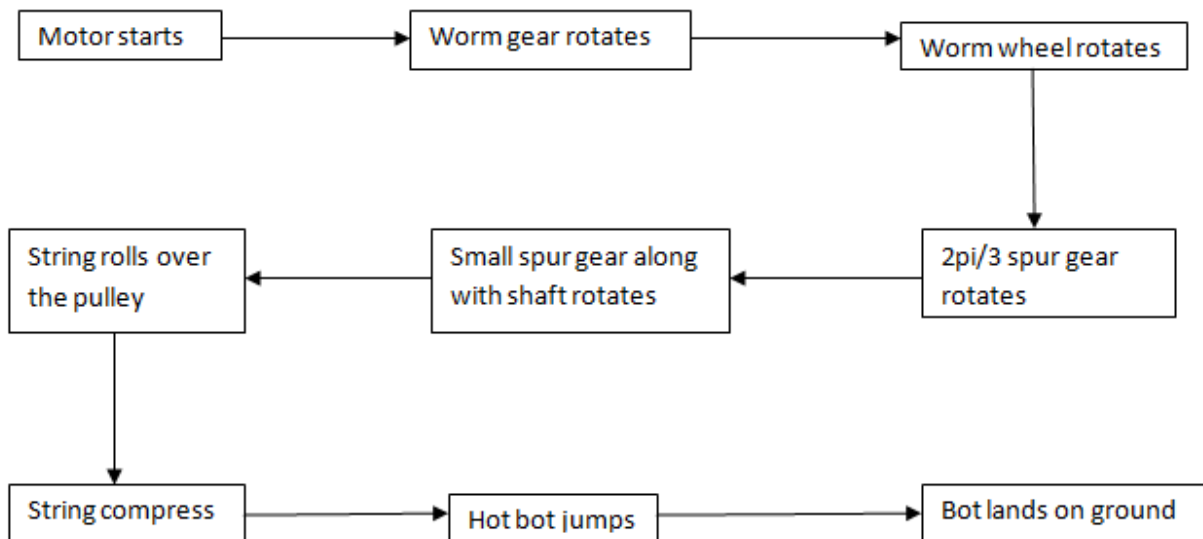 Motor starts
Worm gear rotates
Worm wheel rotates
2pi/3 spur gear
rotates
Small spur gear along
with shaft rotates
String rolls over
the pulley
String compress
Hot bot jumps
Bot lands on ground